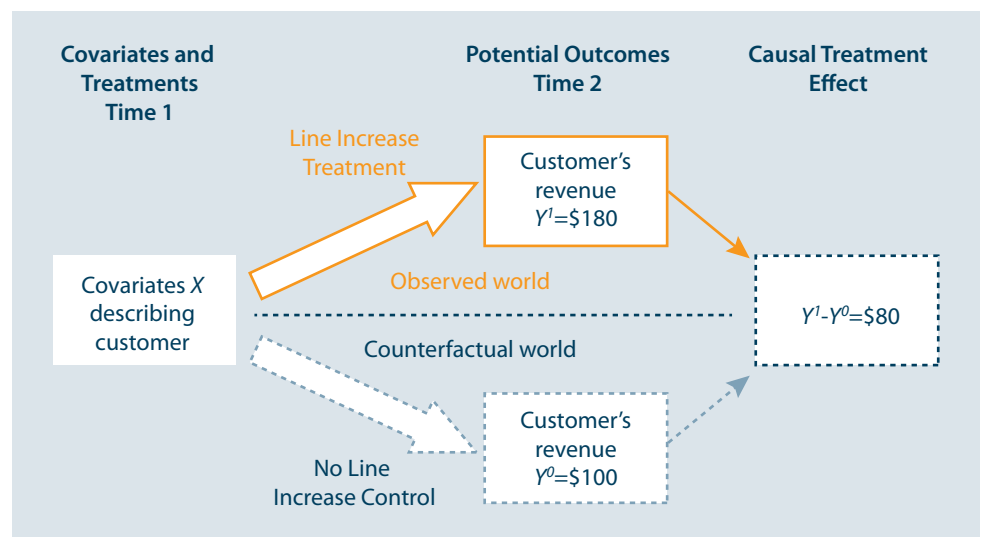 Covariates and
Treatments
Time 1
Potential Outcomes
Time 2
Causal Treatment
Effect
Line Increase
Treatment
Customer's
revenue
Y¹=$180
Observed world
Covariates X
describing
customer
Y¹-Y⁰=$80
Counterfactual world
Customer's
revenue
Y⁰=$100
No Line
Increase Control